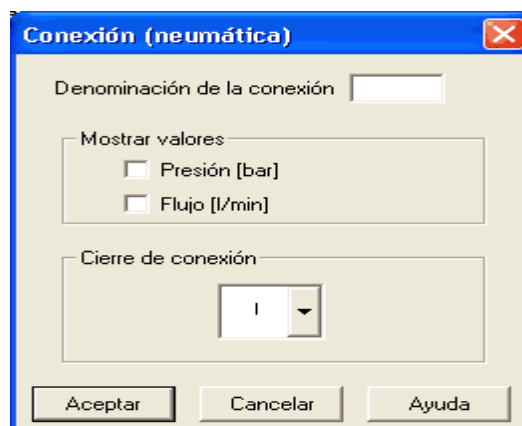 Conexión (neumática)
Denominación de la conexión
Mostrar valores
Presión [bar]
Flujo [l/min]
Cierre de conexión
Aceptar Cancelar Ayuda